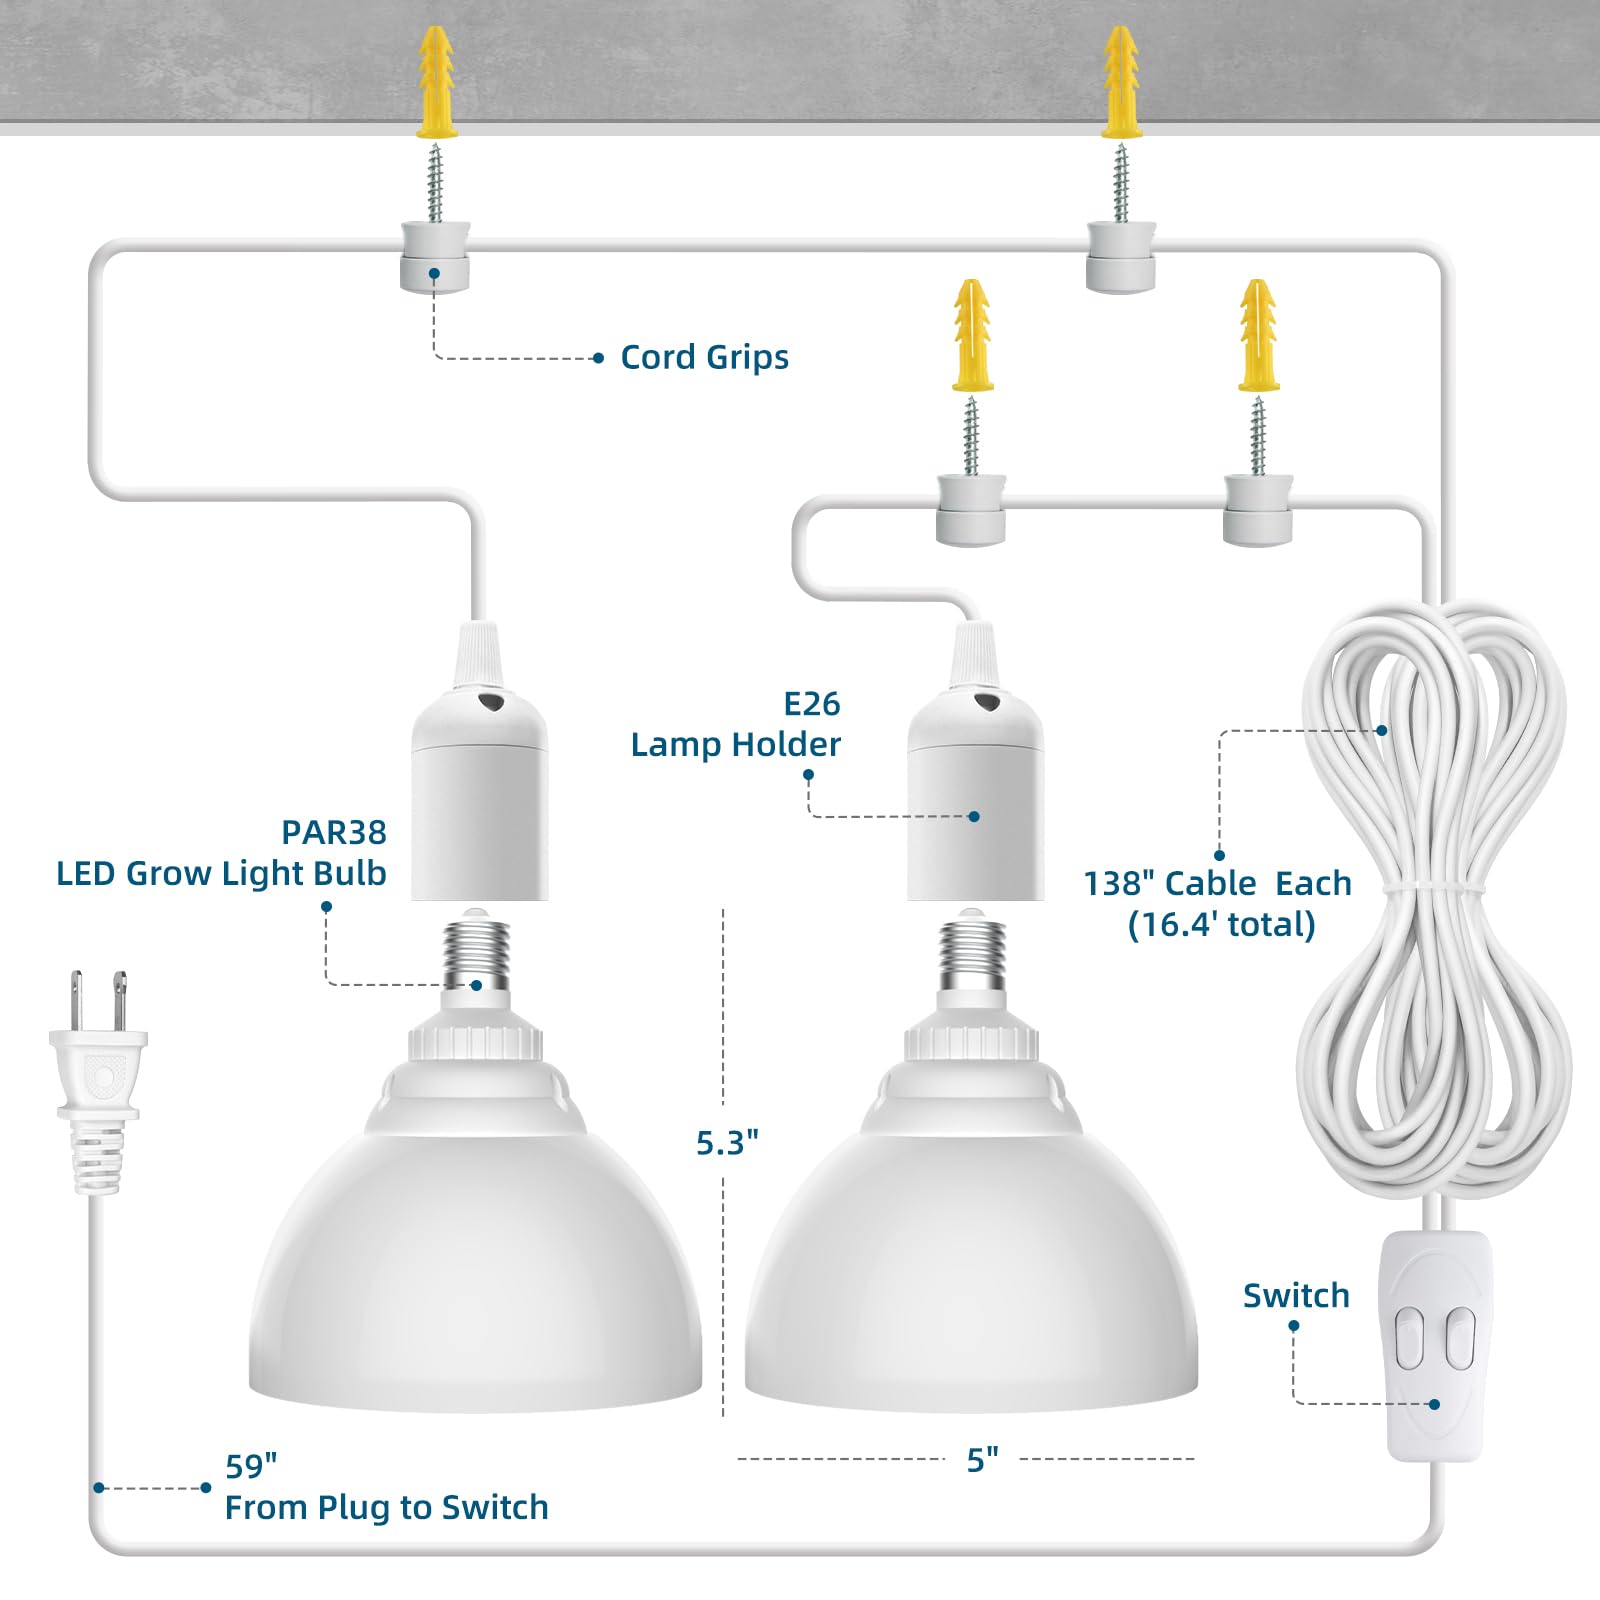 Cord Grips
E26
Lamp Holder
PAR38
LED Grow Light Bulb
138" Cable Each
(16.4' total)
5.3"
Switch
5"
59"
From Plug to Switch